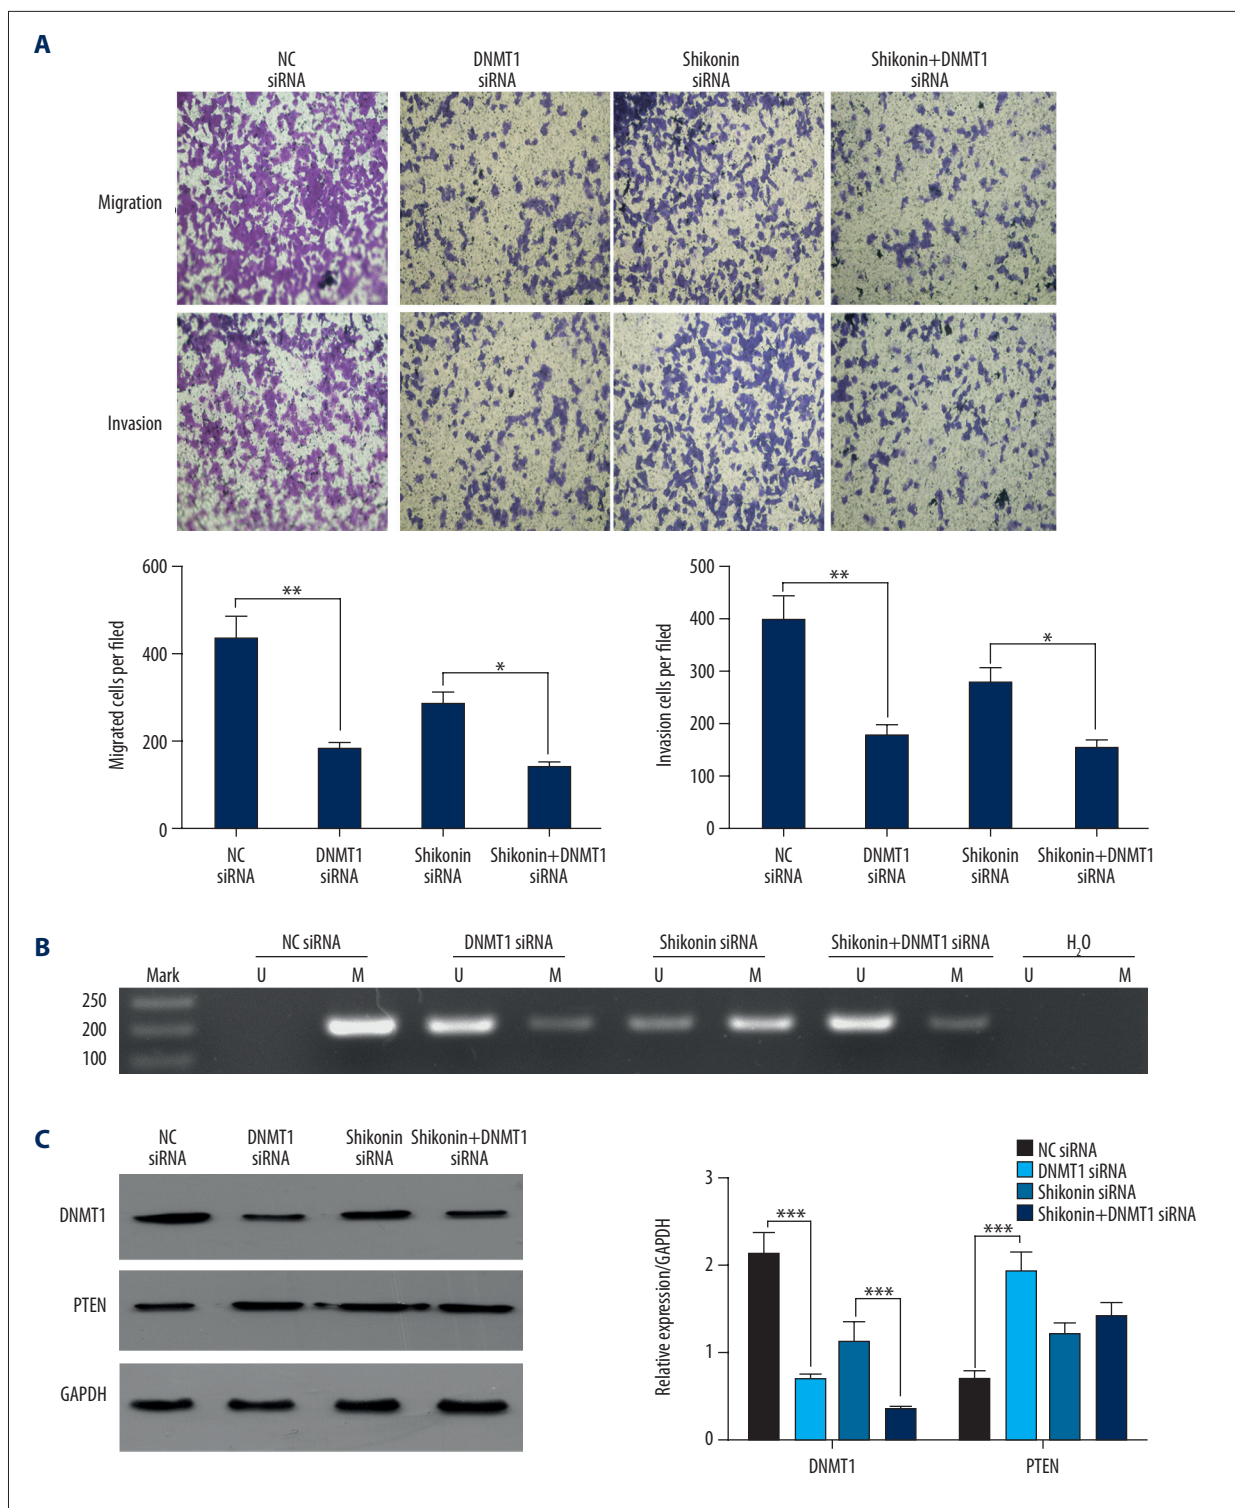 A
NC
siRNA
DNMT1
siRNA
Shikonin
siRNA
Shikonin+DNMT1
siRNA
Migration
Invasion
600
400
200
0
Migrated cells per filed
**
*
NC
siRNA
DNMT1
siRNA
Shikonin
siRNA
Shikonin+DNMT1
siRNA
500
400
300
200
100
0
Invasion cells per filed
**
*
NC
siRNA
DNMT1
siRNA
Shikonin
siRNA
Shikonin+DNMT1
siRNA
B
NC siRNA
DNMT1 siRNA
Shikonin siRNA
Shikonin+DNMT1 siRNA
H₂O
Mark
U
M
U
M
U
M
U
M
U
M
250
200
100
C
NC
siRNA
DNMT1
siRNA
Shikonin
siRNA
Shikonin+DNMT1
siRNA
DNMT1
PTEN
GAPDH
NC siRNA
DNMT1 siRNA
Shikonin siRNA
Shikonin+DNMT1 siRNA
3
2
1
0
Relative expression/GAPDH
***
***
***
DNMT1
PTEN